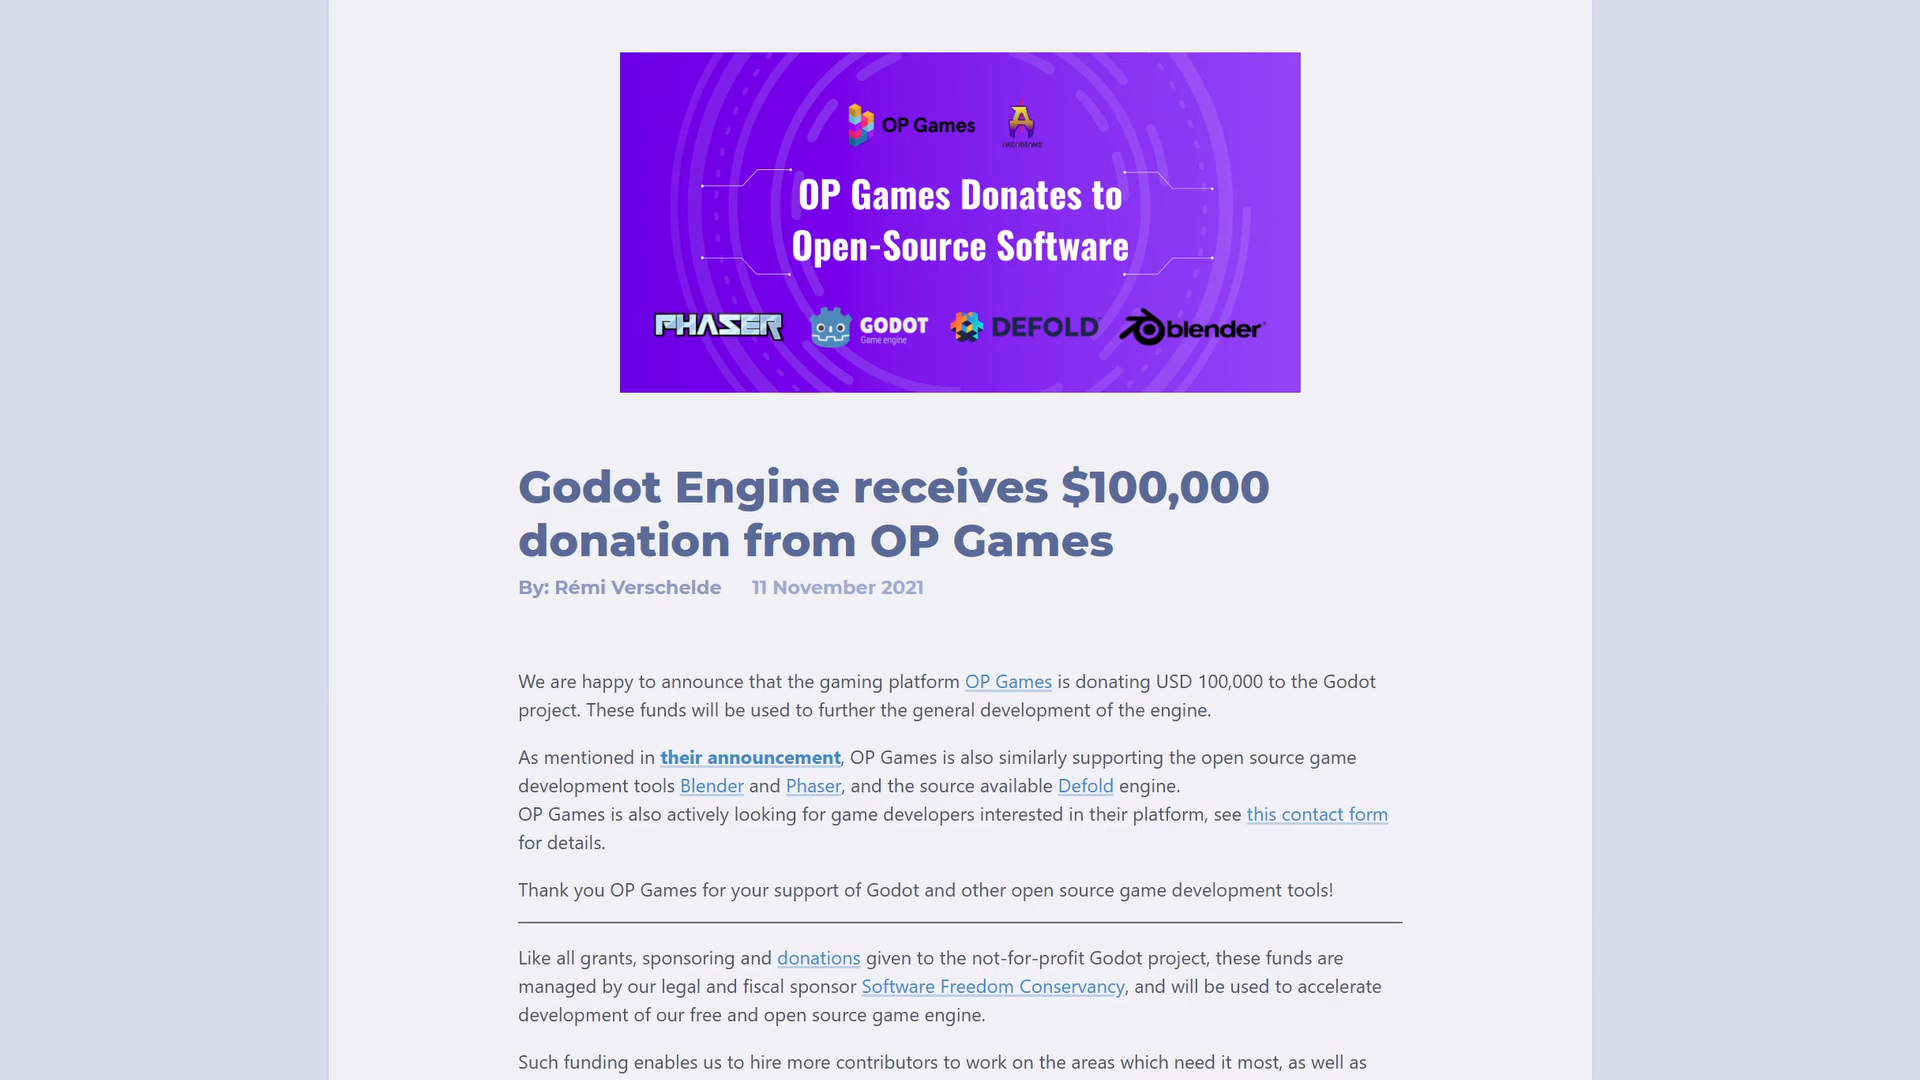 OP Games
ARCADIANS
OP Games Donates to
Open-Source Software
PHASER
GODOT
Game engine
DEFOLD™
blender®
Godot Engine receives $100,000
donation from OP Games
By: Rémi Verschelde 11 November 2021
We are happy to announce that the gaming platform OP Games is donating USD 100,000 to the Godot
project. These funds will be used to further the general development of the engine.
As mentioned in their announcement, OP Games is also similarly supporting the open source game
development tools Blender and Phaser, and the source available Defold engine.
OP Games is also actively looking for game developers interested in their platform, see this contact form
for details.
Thank you OP Games for your support of Godot and other open source game development tools!
Like all grants, sponsoring and donations given to the not-for-profit Godot project, these funds are
managed by our legal and fiscal sponsor Software Freedom Conservancy, and will be used to accelerate
development of our free and open source game engine.
Such funding enables us to hire more contributors to work on the areas which need it most, as well as